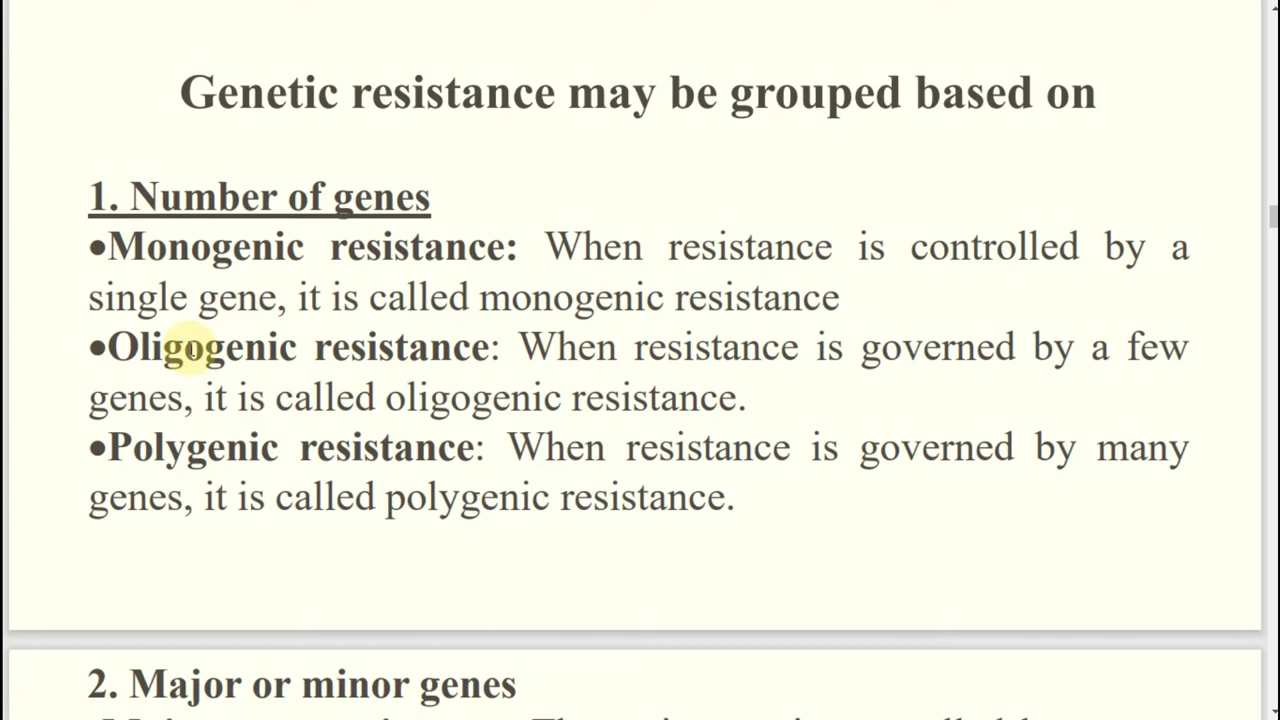 Genetic resistance may be grouped based on
1. Number of genes
•Monogenic resistance: When resistance is controlled by a
single gene, it is called monogenic resistance
•Oligogenic resistance: When resistance is governed by a few
genes, it is called oligogenic resistance.
•Polygenic resistance: When resistance is governed by many
genes, it is called polygenic resistance.
2. Major or minor genes